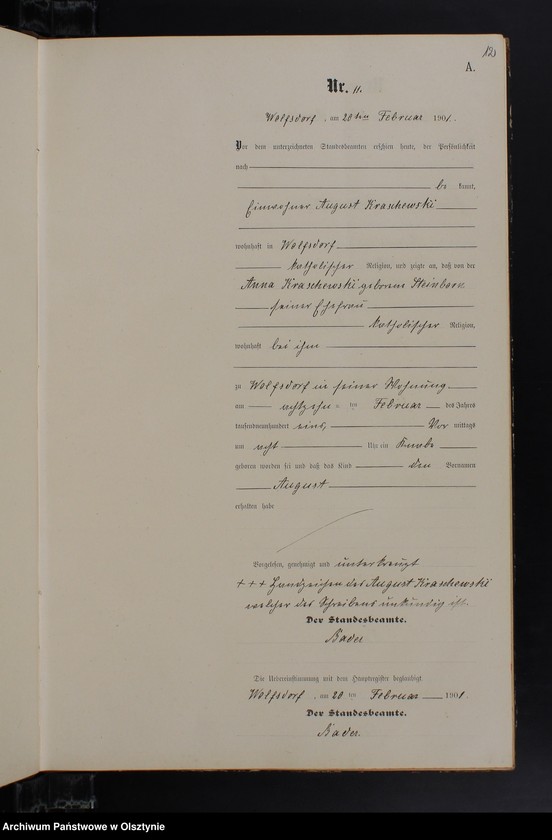 120
A.
Nr. 11.
Wolfsdorf, am 20ten Februar 1901.
Vor dem unterzeichneten Standesbeamten erschien heute, der Persönlichkeit
nach
be kannt,
Einwohner August Kraschewski
wohnhaft in Wolfsdorf
katholischer Religion, und zeigte an, daß von der
Anna Kraschewski geborene Steinborn
seiner Ehefrau
katholischer Religion,
wohnhaft bei ihm
zu Wolfsdorf in seiner Wohnung
am achtzehn ten Februar des Jahres
tausendneunhundert eins, Vor mittags
um acht Uhr ein Knabe
geboren worden sei und daß das Kind den Vornamen
August
erhalten habe
Vorgelesen, genehmigt und unterkreuzt
+++ Handzeichen des August Kraschewski
welcher des Schreibens unkundig ist.
Der Standesbeamte.
Bader
Die Uebereinstimmung mit dem Hauptregister beglaubigt
Wolfsdorf, am 20 ten Februar 1901.
Der Standesbeamte.
Bader.
Archiwum Państwowe w Olsztynie